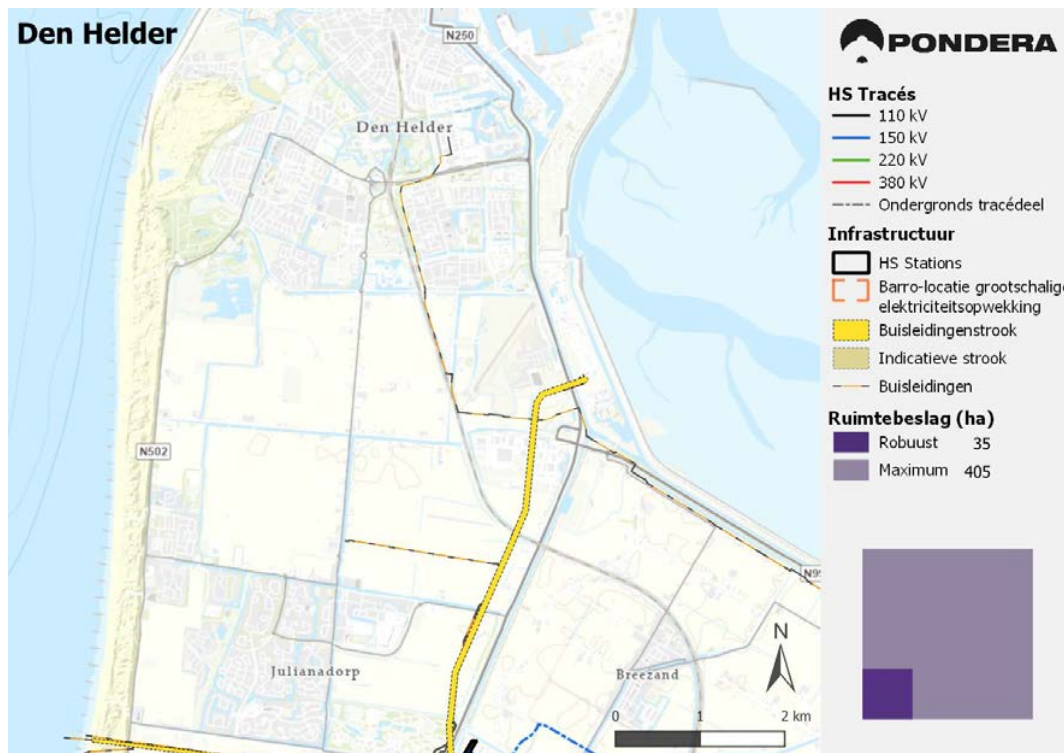 Den Helder
N250
Den Helder
N502
Julianadorp
Breezand
N
0 1 2 km
PONDERA
HS Tracés
110 kV
150 kV
220 kV
380 kV
Ondergronds tracédeel
Infrastructuur
HS Stations
Barro-locatie grootschalige
elektriciteitsopwekking
Buisleidingenstrook
Indicatieve strook
Buisleidingen
Ruimtebeslag (ha)
Robuust 35
Maximum 405